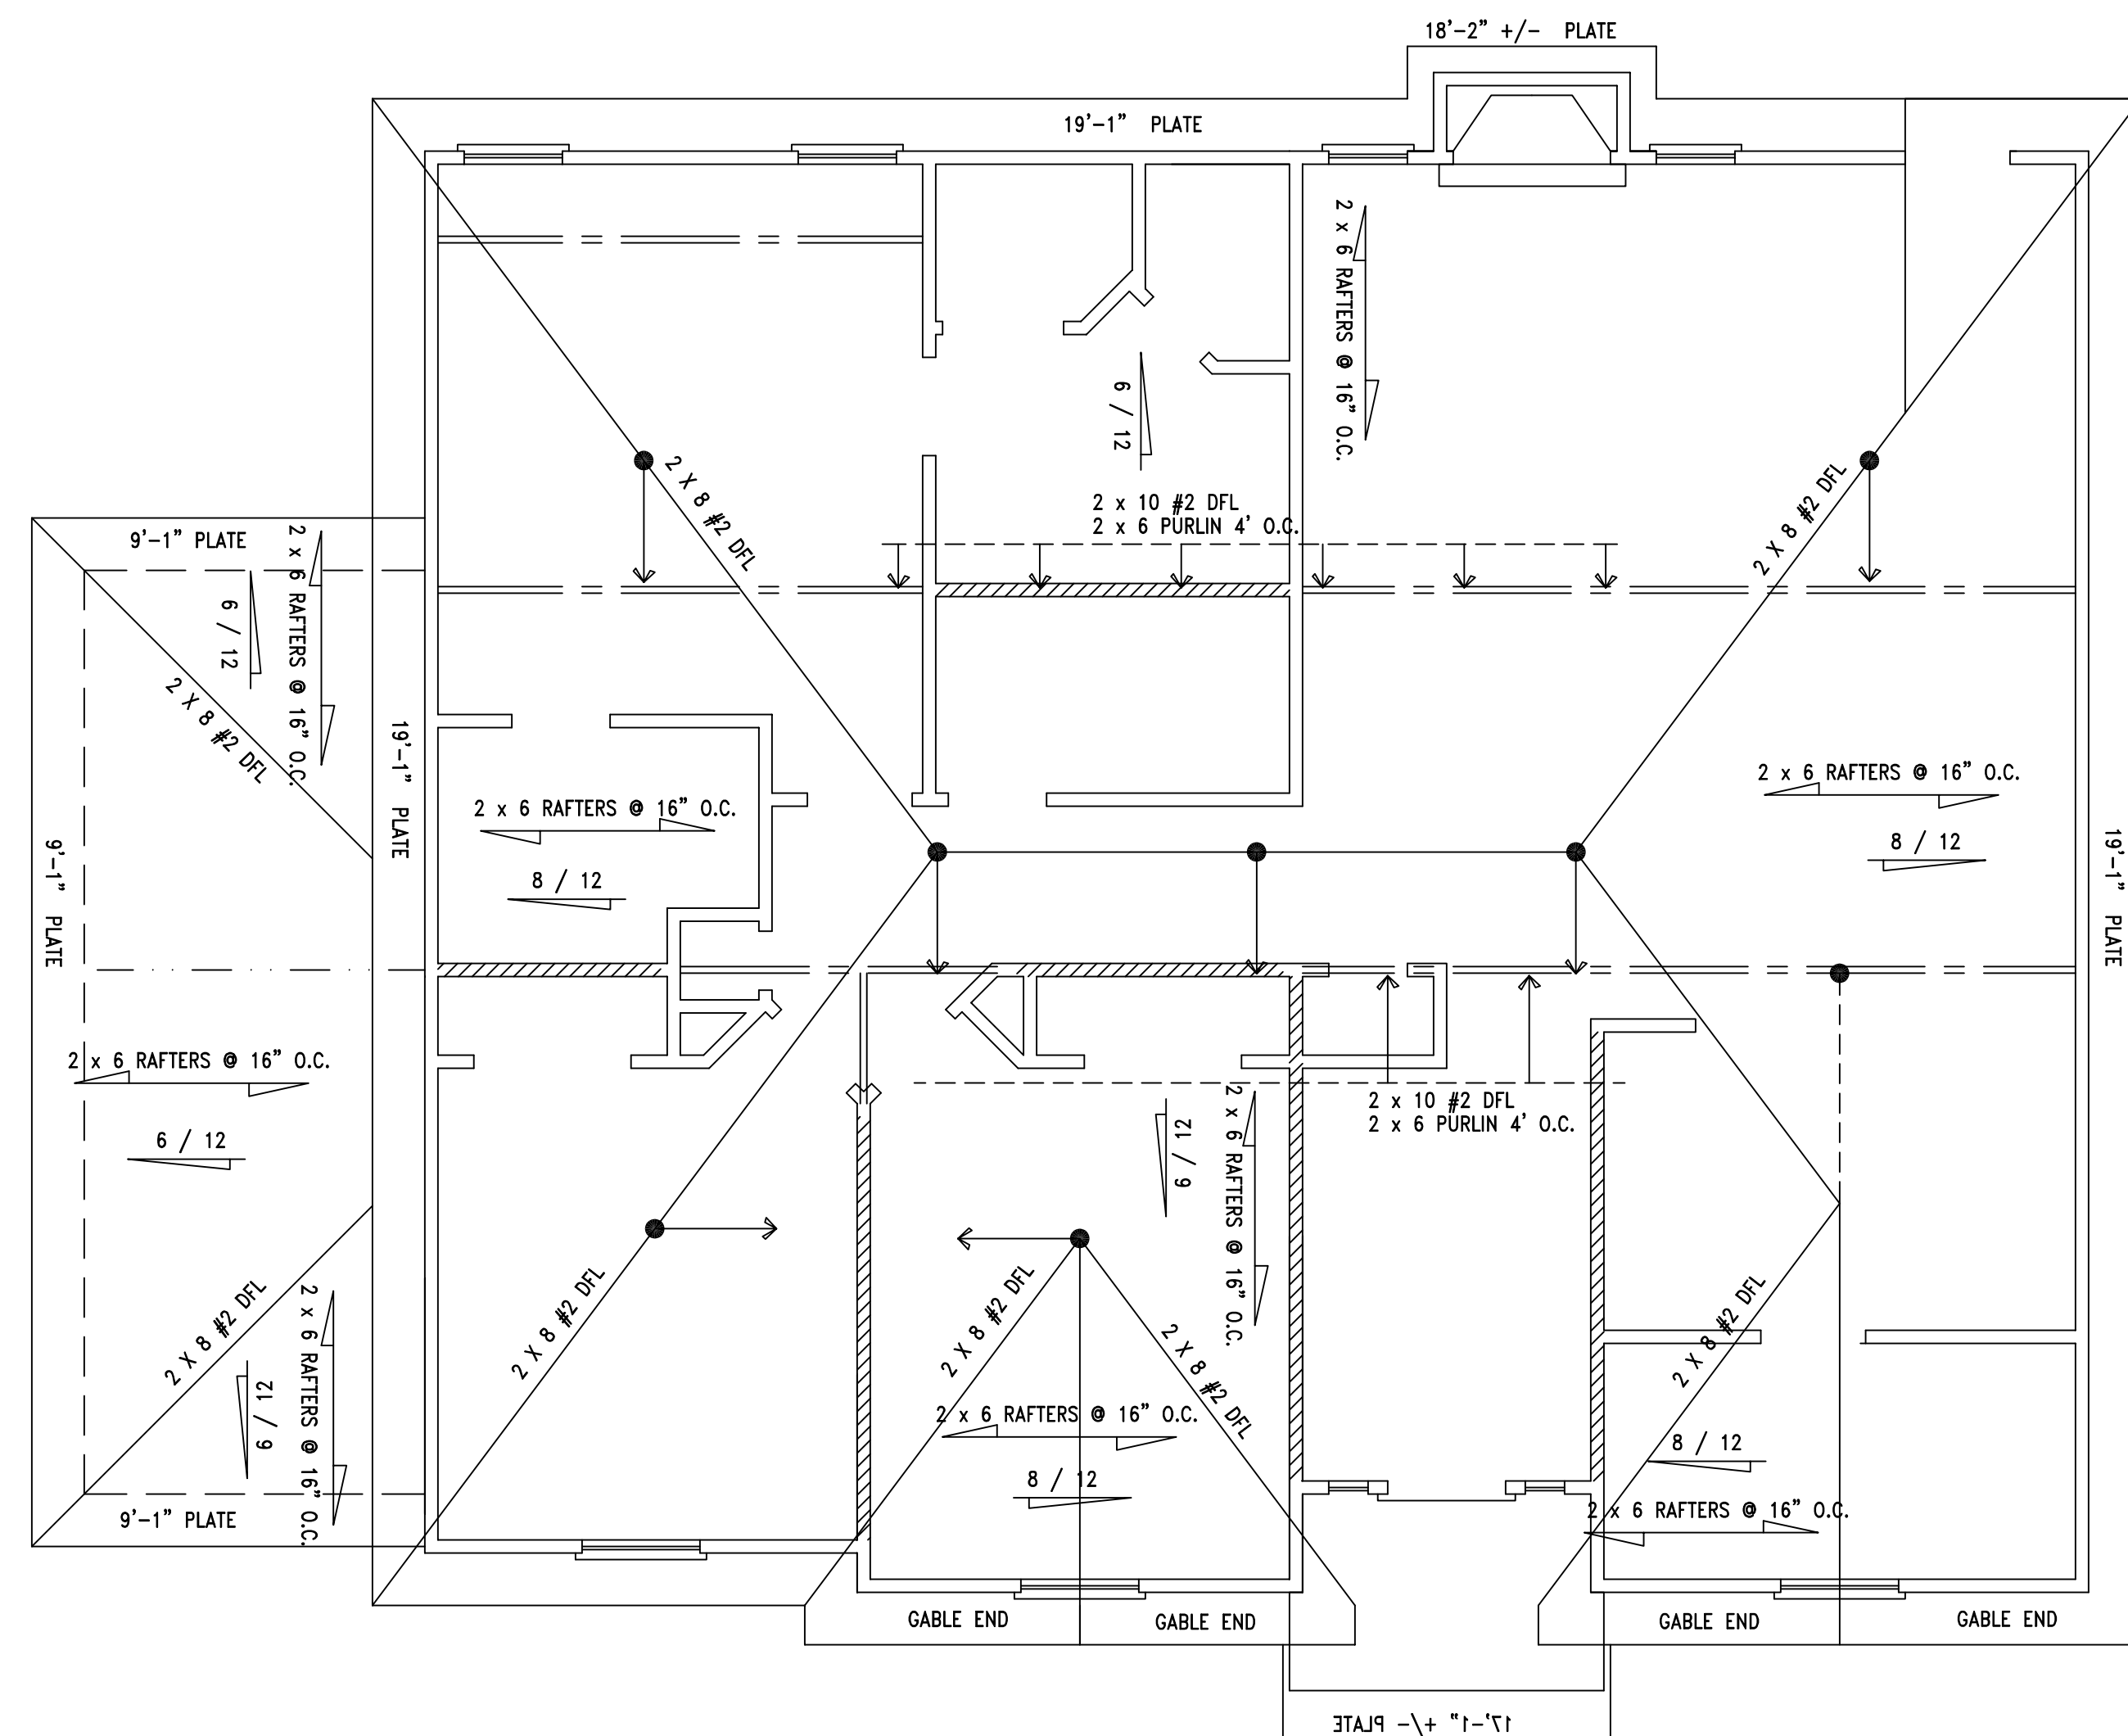 18'-2" +/- PLATE
19'-1" PLATE
2 x 6 RAFTERS @ 16" O.C.
6 / 12
2 X 8 #2 DFL
2 X 8 #2 DFL
2 x 10 #2 DFL
2 x 6 PURLIN 4' O.C.
9'-1" PLATE
2 x 6 RAFTERS @ 16" O.C.
6 / 12
2 X 8 #2 DFL
19'-1" PLATE
2 x 6 RAFTERS @ 16" O.C.
8 / 12
2 x 6 RAFTERS @ 16" O.C.
8 / 12
19'-1" PLATE
9'-1" PLATE
2 x 6 RAFTERS @ 16" O.C.
6 / 12
2 x 10 #2 DFL
2 x 6 PURLIN 4' O.C.
6 / 12
2 x 6 RAFTERS @ 16" O.C.
2 X 8 #2 DFL
2 X 8 #2 DFL
2 X 8 #2 DFL
2 X 8 #2 DFL
2 X 8 #2 DFL
6 / 12
2 x 6 RAFTERS @ 16" O.C.
2 x 6 RAFTERS @ 16" O.C.
8 / 12
8 / 12
2 x 6 RAFTERS @ 16" O.C.
9'-1" PLATE
GABLE END
GABLE END
GABLE END
GABLE END
17'-1" +/- PLATE